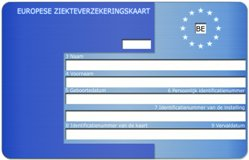 EUROPESE ZIEKTEVERZEKERINGSKAART
BE
3 Naam
4 Voornaam
5 Geboortedatum 6 Persoonlijk identificatienummer
7 Identificatienummer van de instelling
8 Identificatienummer van de kaart 9 Vervaldatum